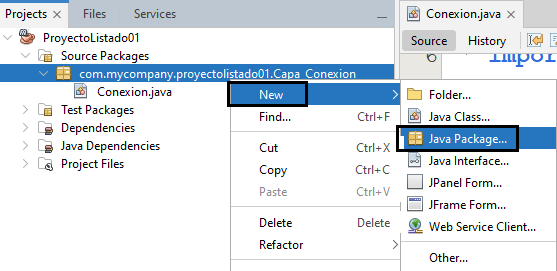 Projects × Files Services
ProyectoListado01
Source Packages
com.mycompany.proyectolistado01.Capa_Conexion
Conexion.java
Test Packages
Dependencies
Java Dependencies
Project Files
New
Find... Ctrl+F
Cut Ctrl+X
Copy Ctrl+C
Paste Ctrl+V
Delete Delete
Refactor
Conexion.java ×
Source History
6 impor
Folder...
Java Class...
Java Package...
Java Interface...
JPanel Form...
JFrame Form...
Web Service Client...
Other...